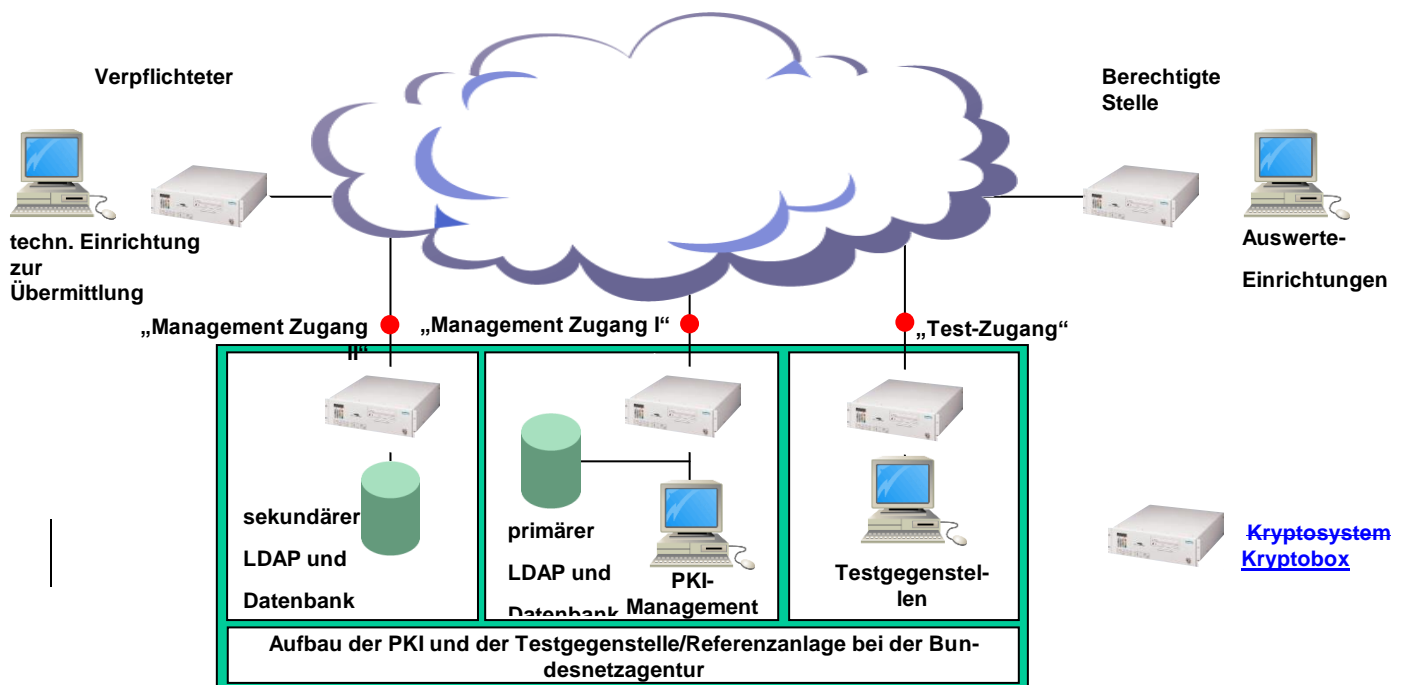 Verpflichteter
Berechtigte
Stelle
techn. Einrichtung
zur
Übermittlung
Auswerte-
Einrichtungen
„Management Zugang
II“
„Management Zugang I“
„Test-Zugang“
sekundärer
LDAP und
Datenbank
primärer
LDAP und
Datenbank
PKI-
Management
Testgegenstel-
len
Kryptosystem
Kryptobox
Aufbau der PKI und der Testgegenstelle/Referenzanlage bei der Bun-
desnetzagentur